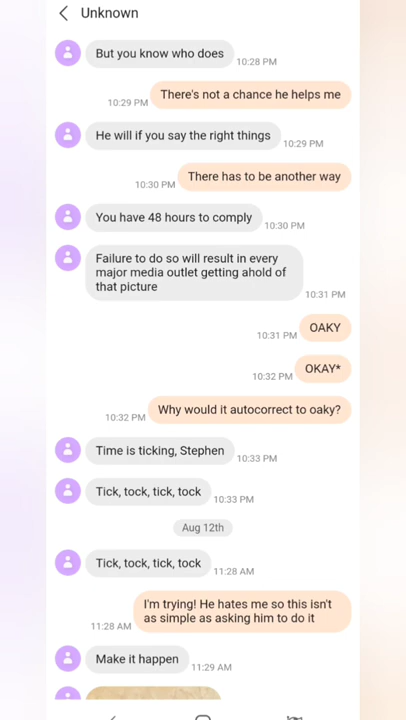 Unknown
But you know who does
10:28 PM
There's not a chance he helps me
10:29 PM
He will if you say the right things
10:29 PM
There has to be another way
10:30 PM
You have 48 hours to comply
10:30 PM
Failure to do so will result in every
major media outlet getting ahold of
that picture
10:31 PM
OAKY
10:31 PM
OKAY*
10:32 PM
Why would it autocorrect to oaky?
10:32 PM
Time is ticking, Stephen
10:33 PM
Tick, tock, tick, tock
10:33 PM
Aug 12th
Tick, tock, tick, tock
11:28 AM
I'm trying! He hates me so this isn't
as simple as asking him to do it
11:28 AM
Make it happen
11:29 AM